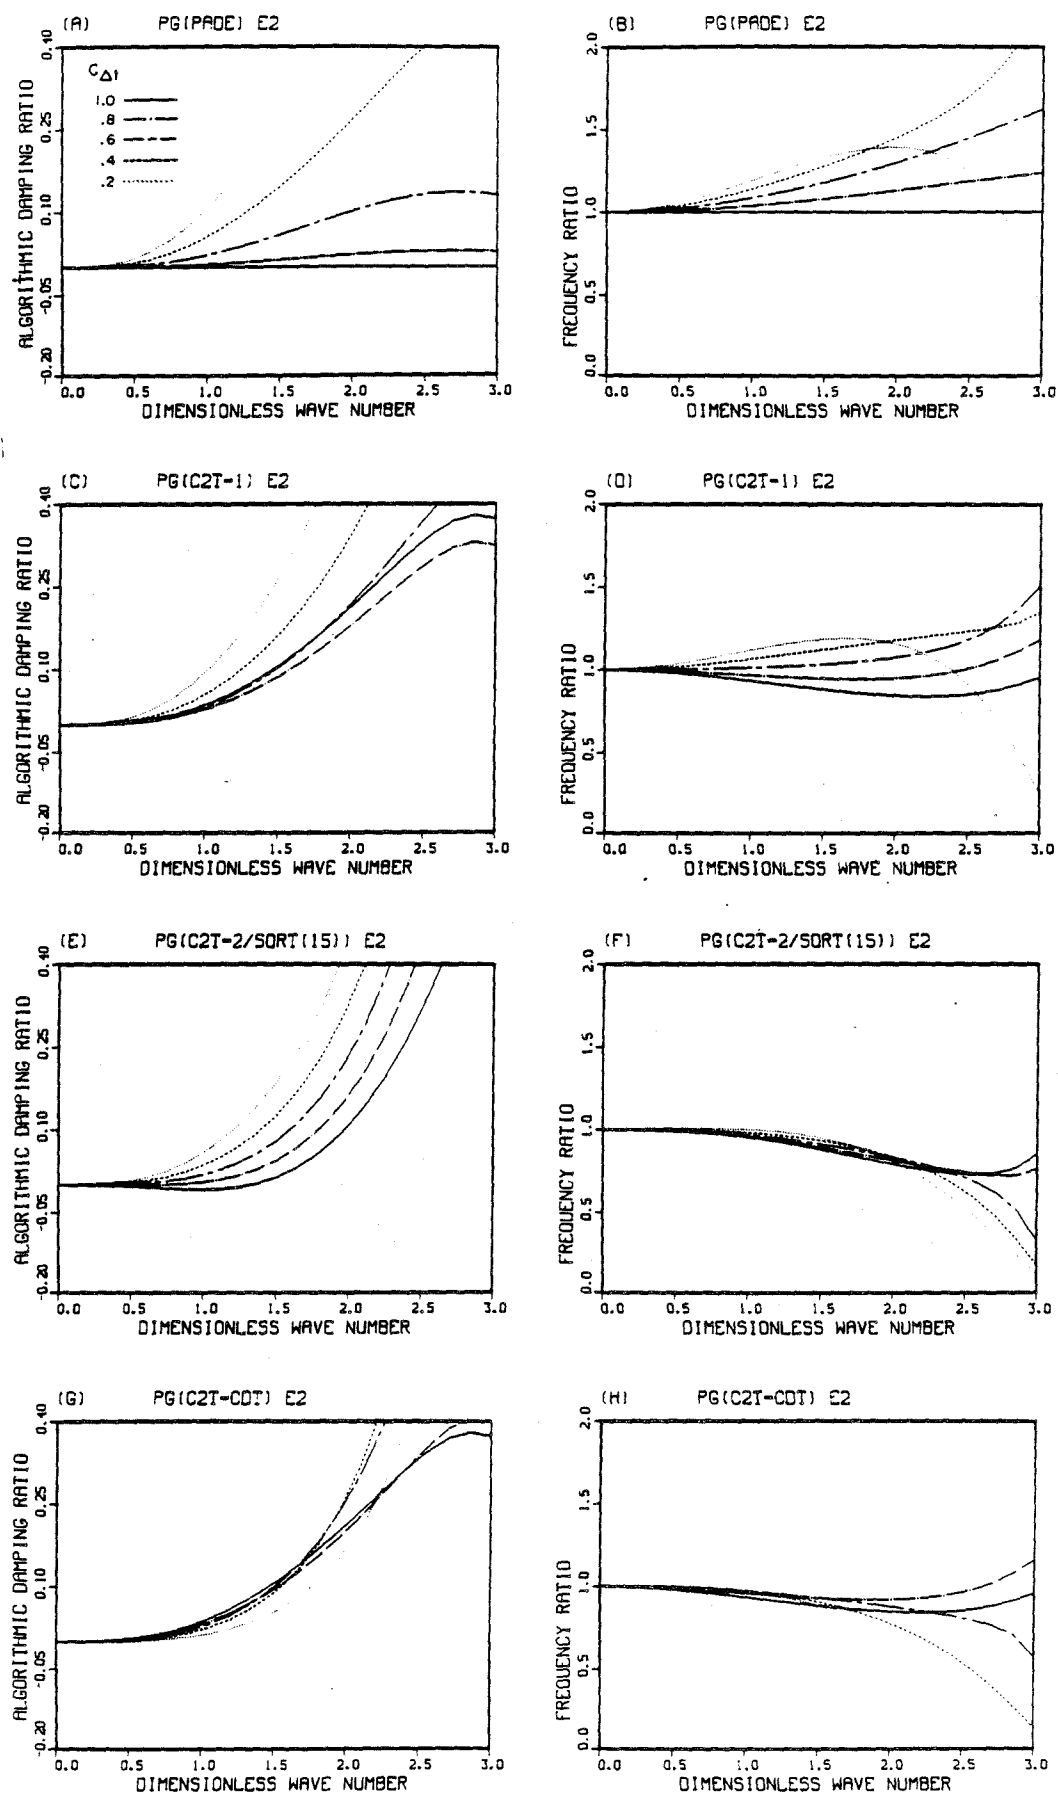 (A) PG(PADE) E2
ALGORITHMIC DAMPING RATIO
0.40
0.25
0.10
-0.05
-0.20
C∆t
1.0
.8
.6
.4
.2
0.0 0.5 1.0 1.5 2.0 2.5 3.0
DIMENSIONLESS WAVE NUMBER
(B) PG(PADE) E2
FREQUENCY RATIO
2.0
1.5
1.0
0.5
0.0
0.0 0.5 1.0 1.5 2.0 2.5 3.0
DIMENSIONLESS WAVE NUMBER
(C) PG(C2T=1) E2
ALGORITHMIC DAMPING RATIO
0.40
0.25
0.10
-0.05
-0.20
0.0 0.5 1.0 1.5 2.0 2.5 3.0
DIMENSIONLESS WAVE NUMBER
(D) PG(C2T=1) E2
FREQUENCY RATIO
2.0
1.5
1.0
0.5
0.0
0.0 0.5 1.0 1.5 2.0 2.5 3.0
DIMENSIONLESS WAVE NUMBER
(E) PG(C2T=2/SQRT(15)) E2
ALGORITHMIC DAMPING RATIO
0.40
0.25
0.10
-0.05
-0.20
0.0 0.5 1.0 1.5 2.0 2.5 3.0
DIMENSIONLESS WAVE NUMBER
(F) PG(C2T=2/SQRT(15)) E2
FREQUENCY RATIO
2.0
1.5
1.0
0.5
0.0
0.0 0.5 1.0 1.5 2.0 2.5 3.0
DIMENSIONLESS WAVE NUMBER
(G) PG(C2T=CDT) E2
ALGORITHMIC DAMPING RATIO
0.40
0.25
0.10
-0.05
-0.20
0.0 0.5 1.0 1.5 2.0 2.5 3.0
DIMENSIONLESS WAVE NUMBER
(H) PG(C2T=CDT) E2
FREQUENCY RATIO
2.0
1.5
1.0
0.5
0.0
0.0 0.5 1.0 1.5 2.0 2.5 3.0
DIMENSIONLESS WAVE NUMBER